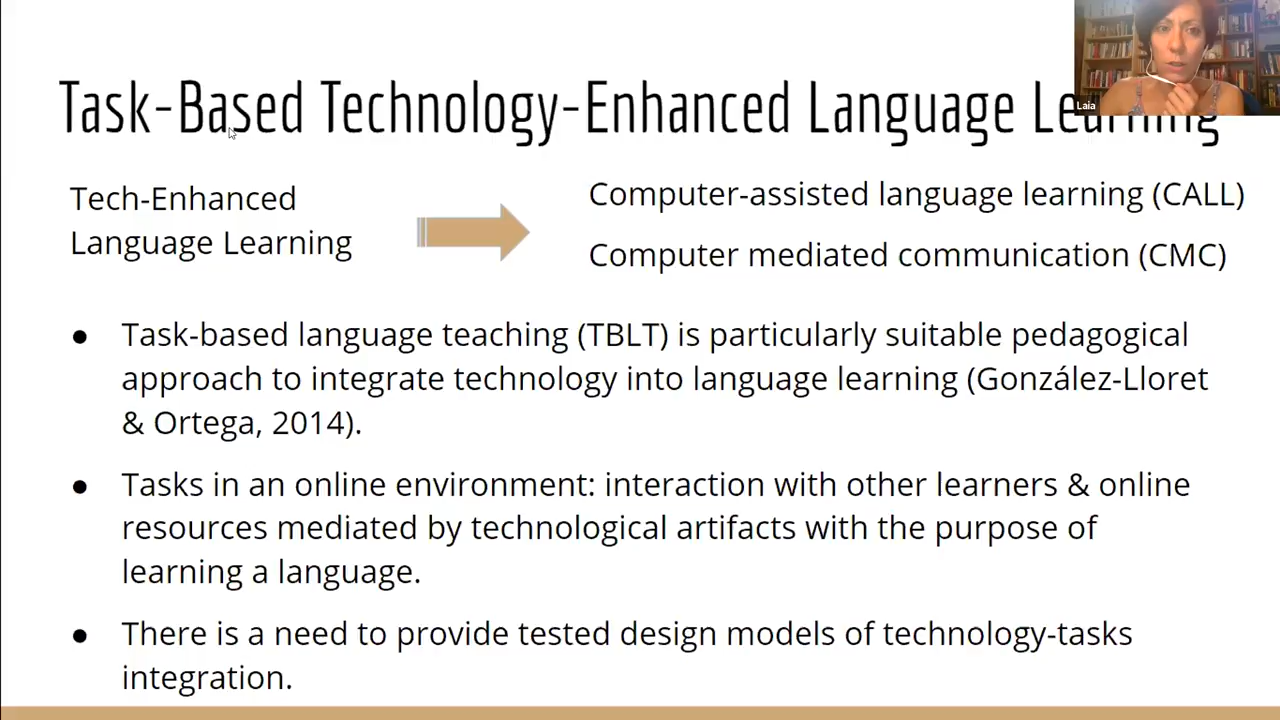 Task-Based Technology-Enhanced Language Learning
Laia
Tech-Enhanced
Language Learning
Computer-assisted language learning (CALL)
Computer mediated communication (CMC)
● Task-based language teaching (TBLT) is particularly suitable pedagogical
approach to integrate technology into language learning (González-Lloret
& Ortega, 2014).
● Tasks in an online environment: interaction with other learners & online
resources mediated by technological artifacts with the purpose of
learning a language.
● There is a need to provide tested design models of technology-tasks
integration.